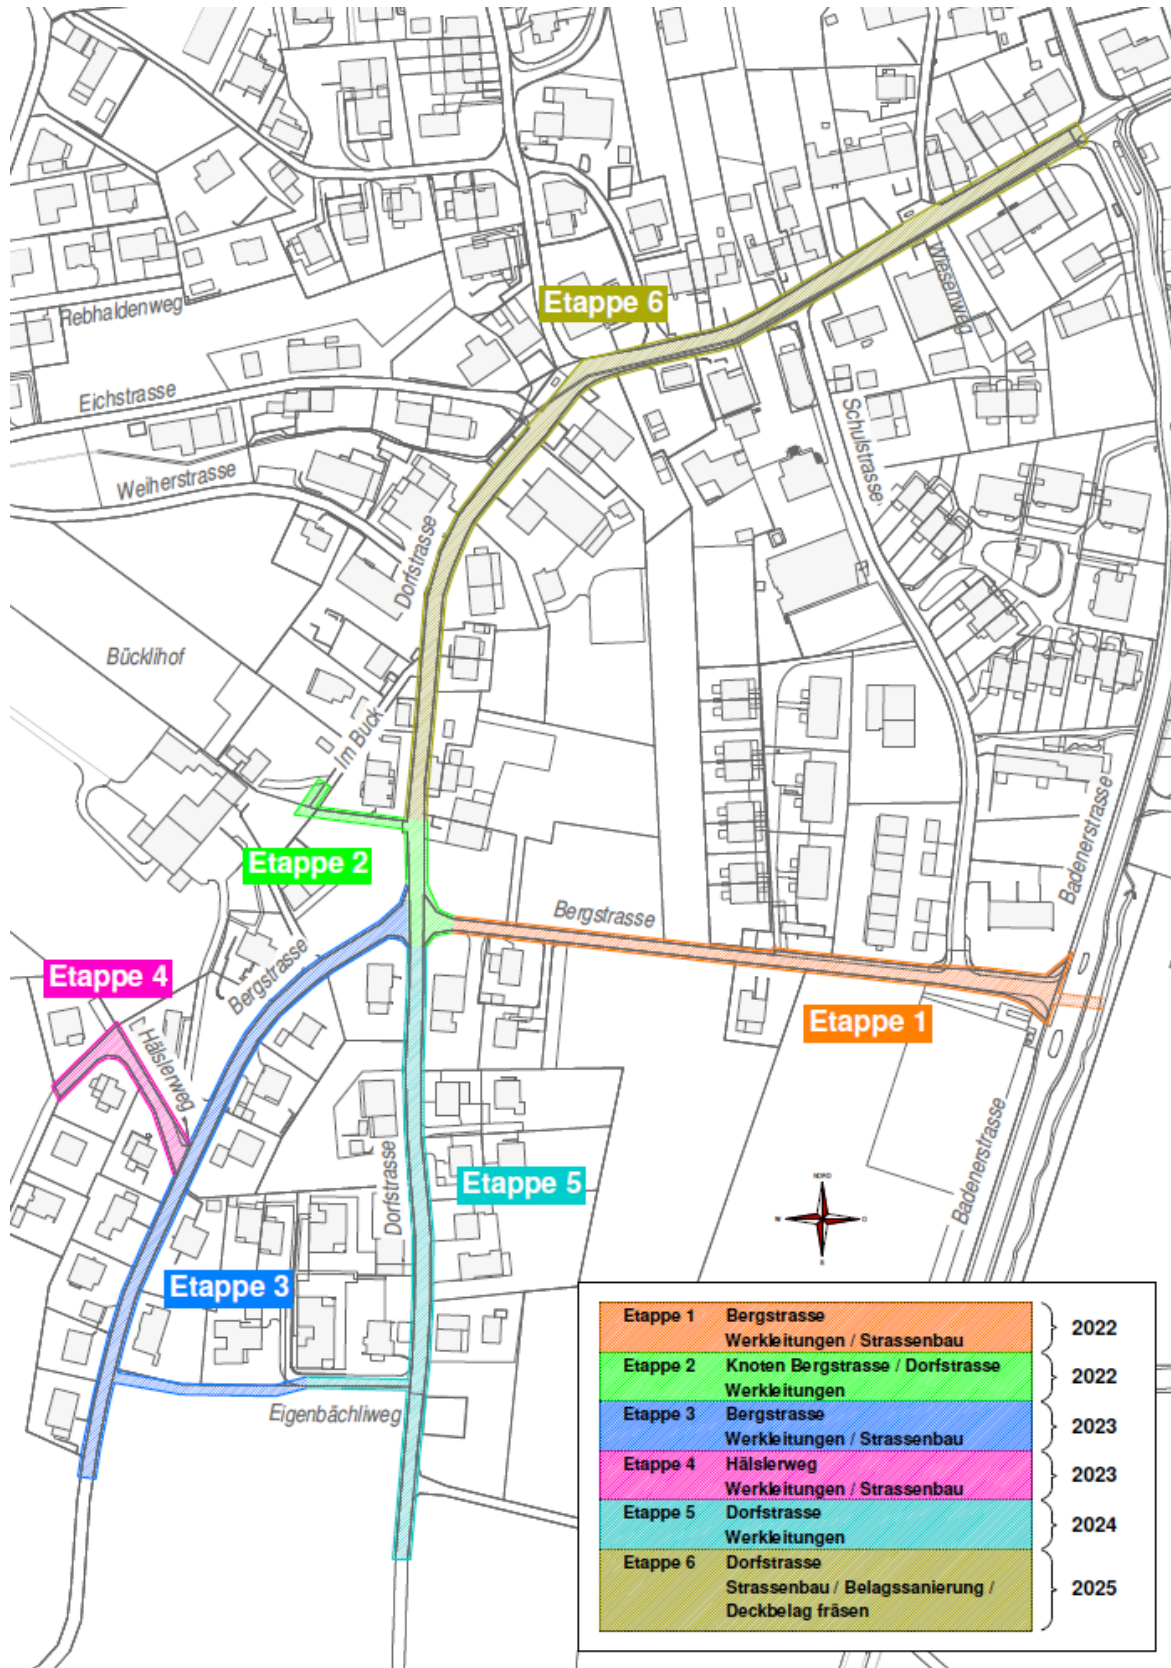 Etappe 6
Wiesenweg
Rebhaldenweg
Eichstrasse
Schulstrasse
Weiherstrasse
Dorfstrasse
Bücklihof
Im Buck
Badenerstrasse
Etappe 2
Bergstrasse
Bergstrasse
Etappe 4
Etappe 1
Hälslerweg
Badenerstrasse
Dorfstrasse
Etappe 5
NORD
W
O
S
Etappe 3
Eigenbächliweg
Etappe 1 Bergstrasse
Werkleitungen / Strassenbau
2022
Etappe 2 Knoten Bergstrasse / Dorfstrasse
Werkleitungen
2022
Etappe 3 Bergstrasse
Werkleitungen / Strassenbau
2023
Etappe 4 Hälslerweg
Werkleitungen / Strassenbau
2023
Etappe 5 Dorfstrasse
Werkleitungen
2024
Etappe 6 Dorfstrasse
Strassenbau / Belagssanierung /
Deckbelag fräsen
2025